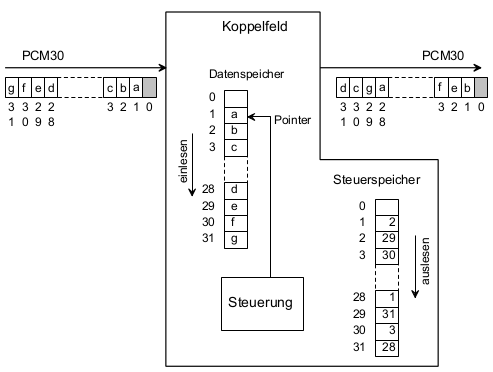 Koppelfeld
PCM30
PCM30
g f e d c b a
3 3 2 2 3 2 1 0
1 0 9 8
d c g a f e b
3 3 2 2 3 2 1 0
1 0 9 8
Datenspeicher
0
1 a
2 b
3 c
28 d
29 e
30 f
31 g
Pointer
einlesen
Steuerung
Steuerspeicher
0
1 2
2 29
3 30
28 1
29 31
30 3
31 28
auslesen